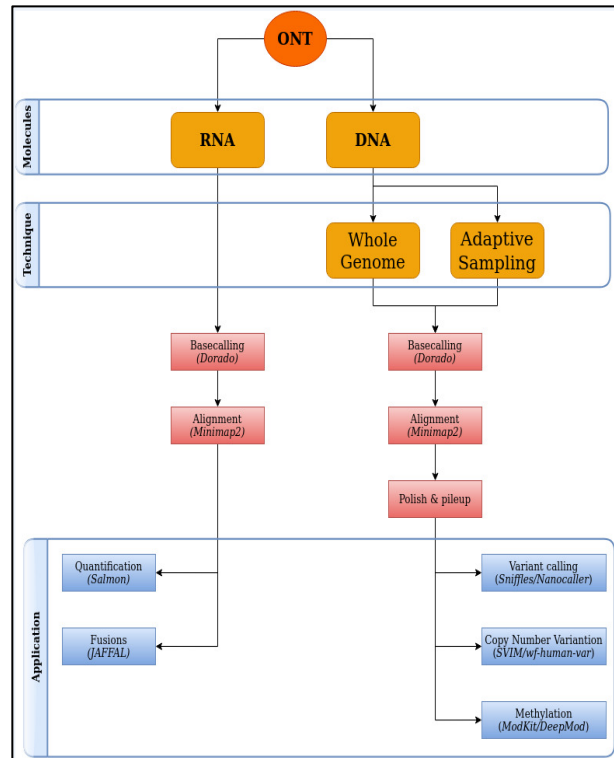 ONT
Molecules
RNA
DNA
Technique
Whole
Genome
Adaptive
Sampling
Basecalling
(Dorado)
Basecalling
(Dorado)
Alignment
(Minimap2)
Alignment
(Minimap2)
Polish & pileup
Application
Quantification
(Salmon)
Variant calling
(Sniffles/Nanocaller)
Fusions
(JAFFAL)
Copy Number Variantion
(SVIM/wf-human-var)
Methylation
(ModKit/DeepMod)